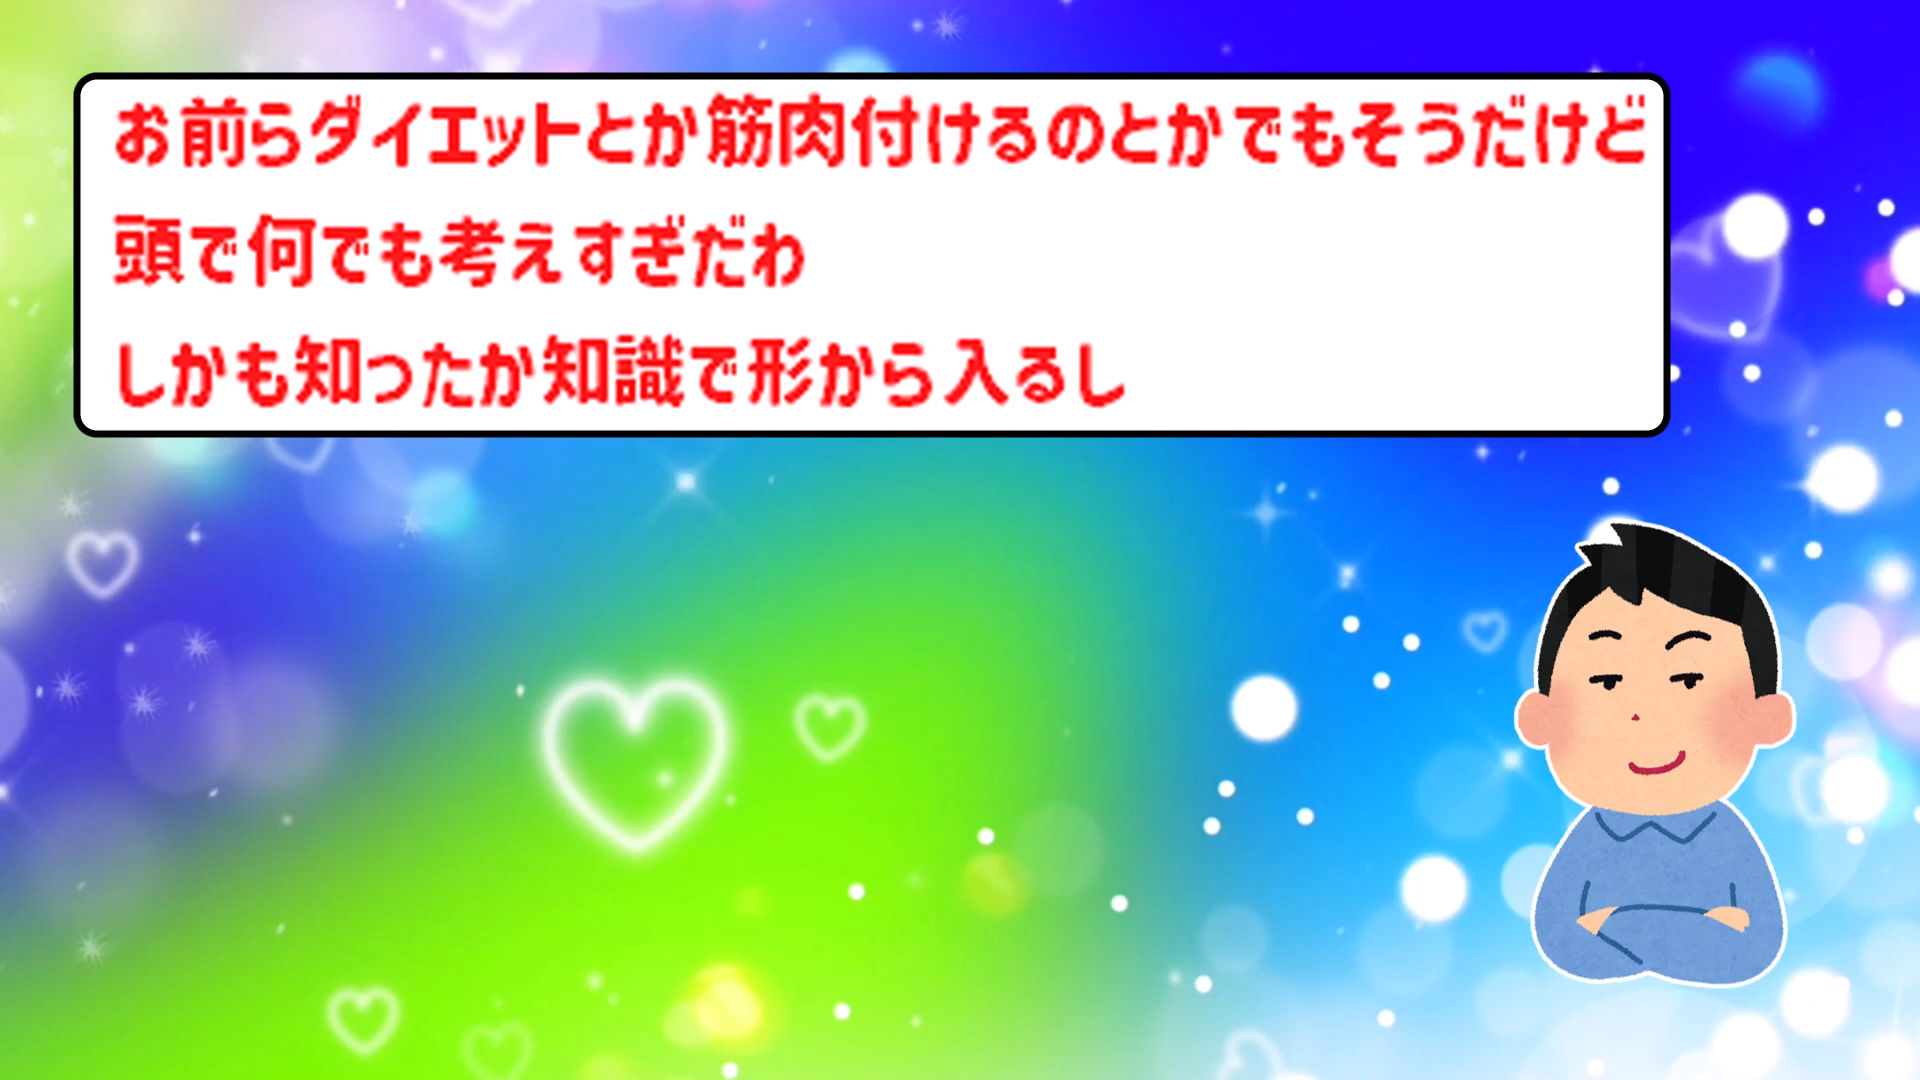 お前らダイエットとか筋肉付けるのとかでもそうだけど
頭で何でも考えすぎだわ
しかも知ったか知識で形から入るし